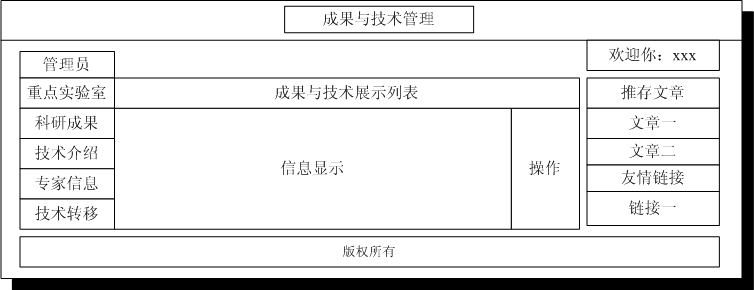 成果与技术管理
欢迎你：xxx
管理员
重点实验室
成果与技术展示列表
推存文章
科研成果
文章一
技术介绍
信息显示
操作
文章二
专家信息
友情链接
技术转移
链接一
版权所有